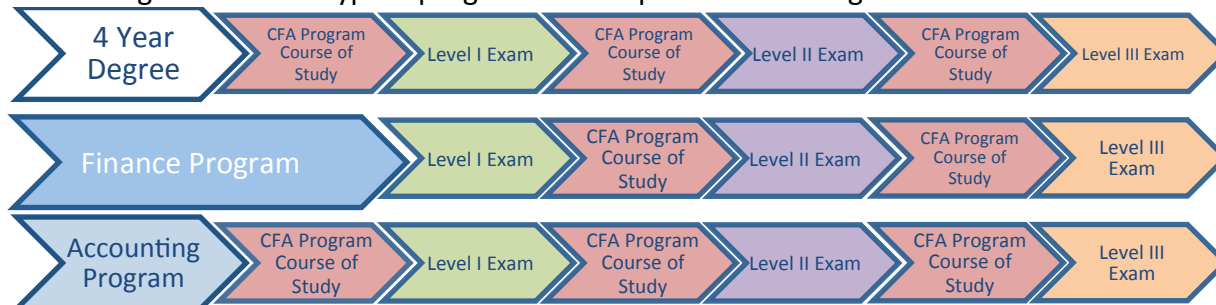 4 Year
Degree
CFA Program
Course of
Study
Level I Exam
CFA Program
Course of
Study
Level II Exam
CFA Program
Course of
Study
Level III Exam
Finance Program
Level I Exam
CFA Program
Course of
Study
Level II Exam
CFA Program
Course of
Study
Level III
Exam
Accounting
Program
CFA Program
Course of
Study
Level I Exam
CFA Program
Course of
Study
Level II Exam
CFA Program
Course of
Study
Level III
Exam